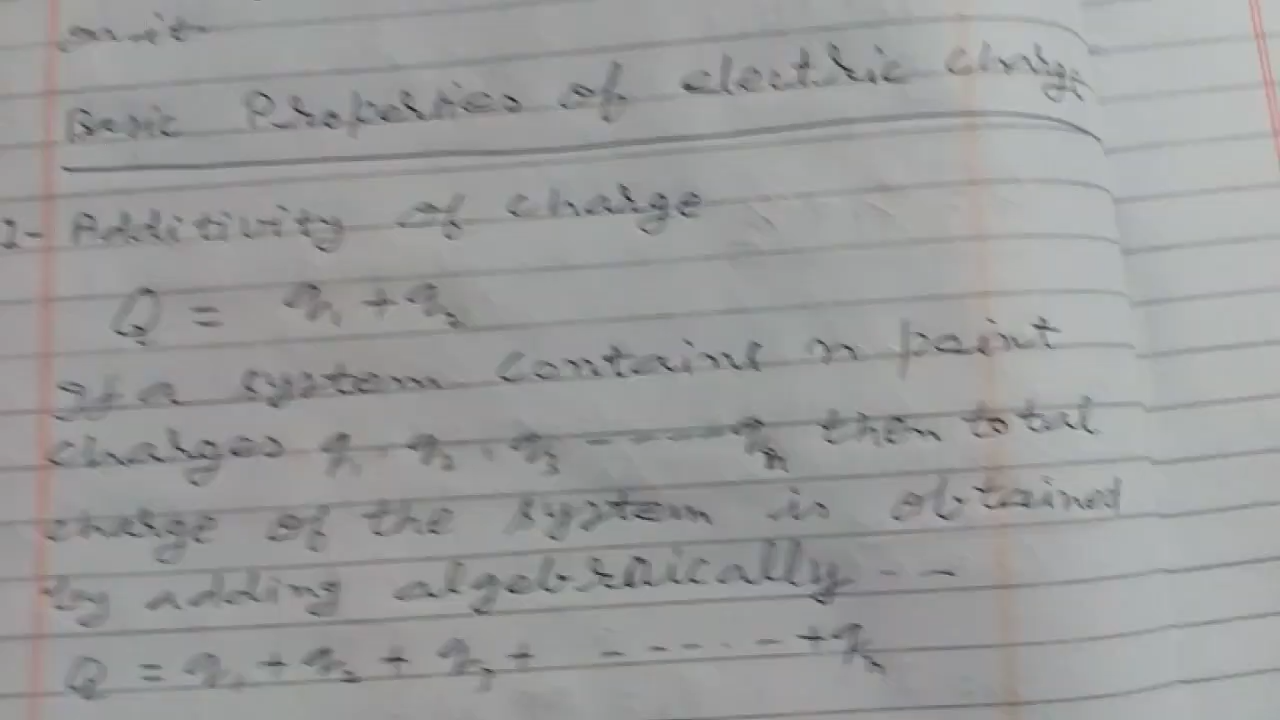 unit
Basic Properties of electric charge
1- Additivity of charge
Q = q₁ + q₂
If a system contains n point
charges q₁, q₂, q₃ ------ qₙ then total
charge of the system is obtained
by adding algebraically --
Q = q₁ + q₂ + q₃ + ------ + qₙ